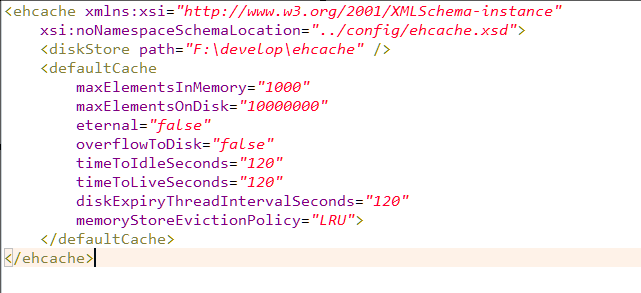 <ehcache xmlns:xsi="http://www.w3.org/2001/XMLSchema-instance"
    xsi:noNamespaceSchemaLocation="../config/ehcache.xsd">
    <diskStore path="F:\develop\ehcache" />
    <defaultCache
        maxElementsInMemory="1000"
        maxElementsOnDisk="10000000"
        eternal="false"
        overflowToDisk="false"
        timeToIdleSeconds="120"
        timeToLiveSeconds="120"
        diskExpiryThreadIntervalSeconds="120"
        memoryStoreEvictionPolicy="LRU">
    </defaultCache>
</ehcache>